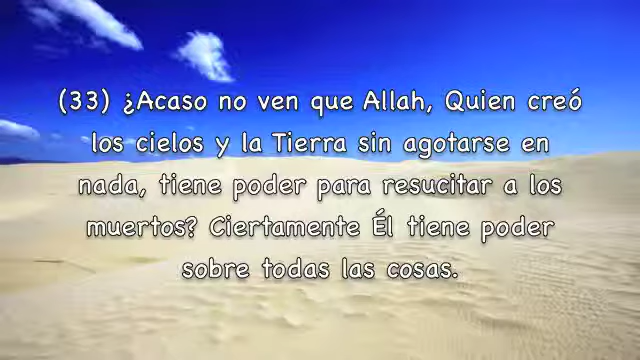 (33) ¿Acaso no ven que Allah, Quien creó
los cielos y la Tierra sin agotarse en
nada, tiene poder para resucitar a los
muertos? Ciertamente Él tiene poder
sobre todas las cosas.